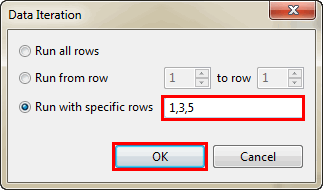 Data Iteration
Run all rows
Run from row 1 to row 1
Run with specific rows 1,3,5
OK Cancel